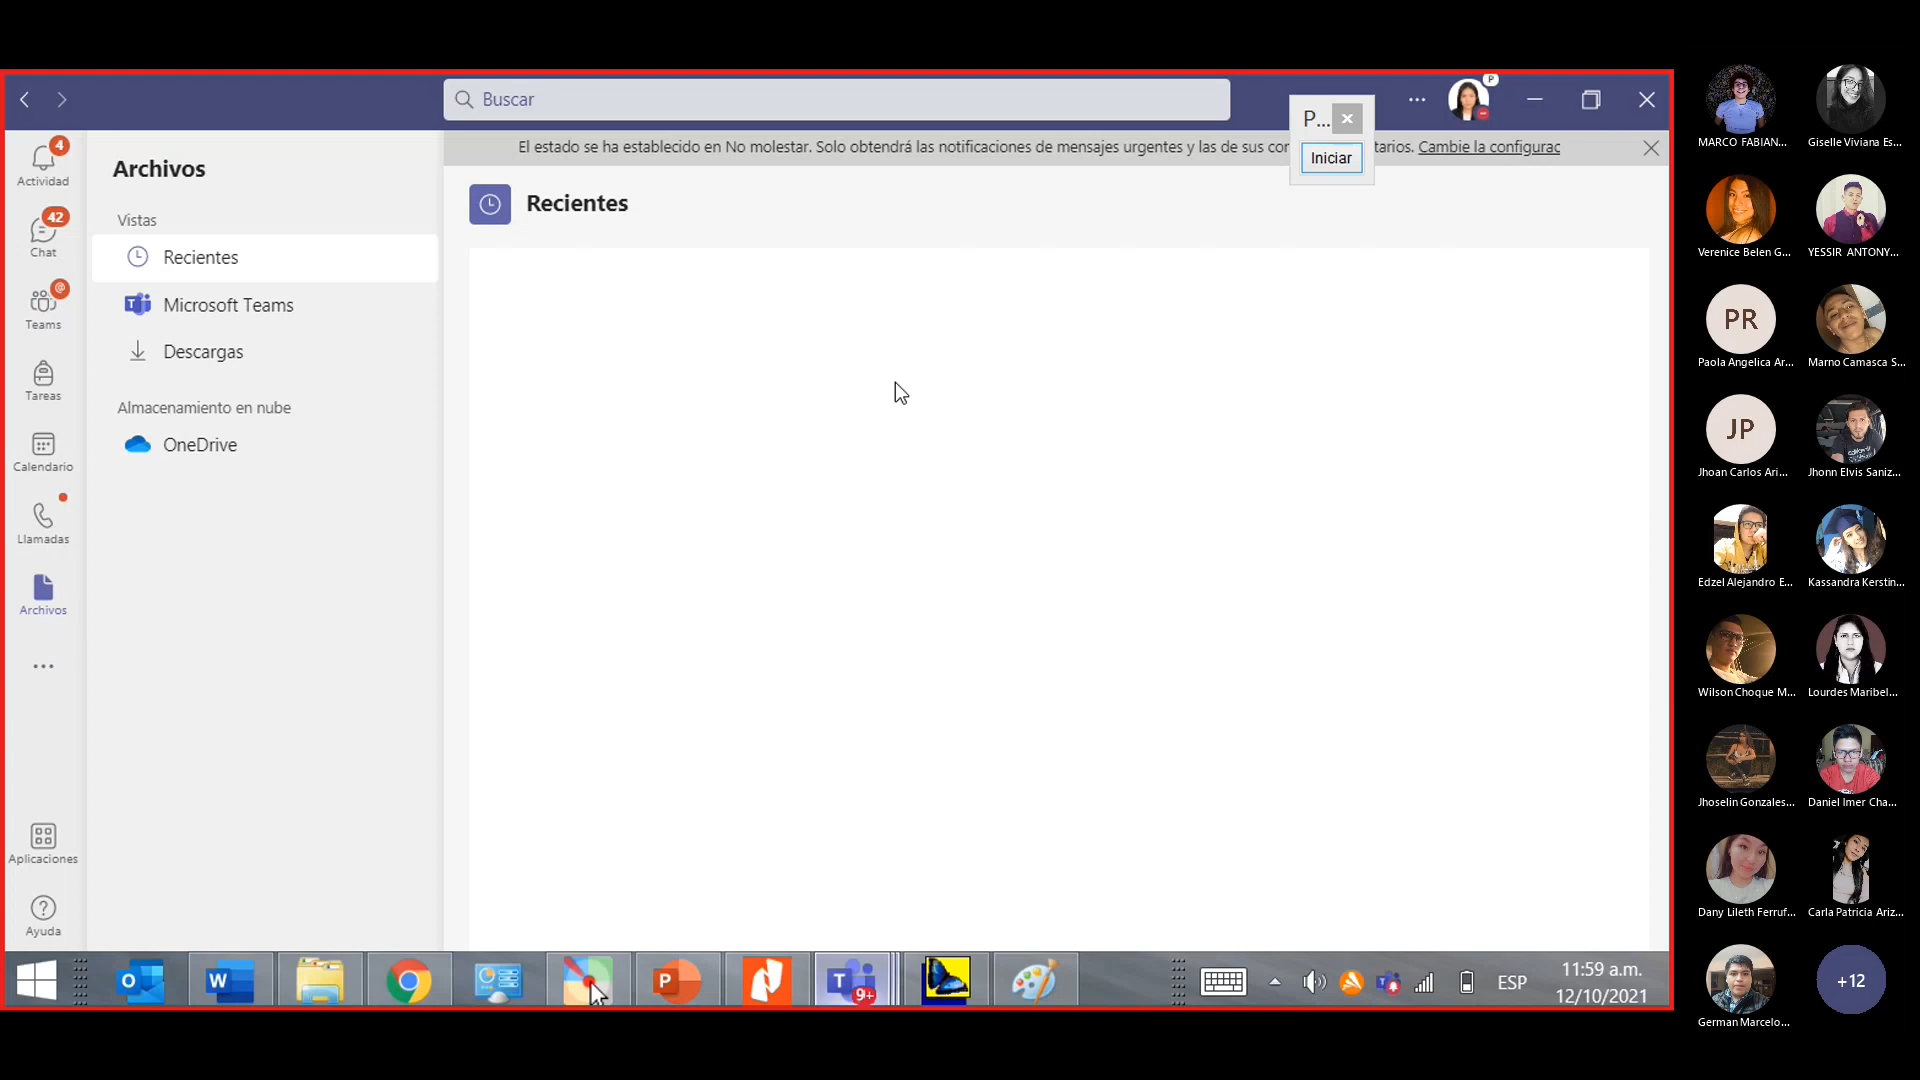 Buscar
P
P...
El estado se ha establecido en No molestar. Solo obtendrá las notificaciones de mensajes urgentes y las de sus con
tarios. Cambie la configurac
Iniciar
4
Actividad
42
Chat
@
Teams
Tareas
Calendario
Llamadas
Archivos
Aplicaciones
Ayuda
Archivos
Vistas
Recientes
Microsoft Teams
Descargas
Almacenamiento en nube
OneDrive
Recientes
9+
ESP
11:59 a.m.
12/10/2021
MARCO FABIAN...
Giselle Viviana Es...
Verenice Belen G...
YESSIR ANTONY...
PR
Paola Angelica Ar...
Marno Camasca S...
JP
Jhoan Carlos Ari...
Jhonn Elvis Saniz...
Edzel Alejandro E...
Kassandra Kerstin...
Wilson Choque M...
Lourdes Maribel...
Jhoselin Gonzales...
Daniel Imer Cha...
Dany Lileth Ferruf...
Carla Patricia Ariz...
German Marcelo...
+12